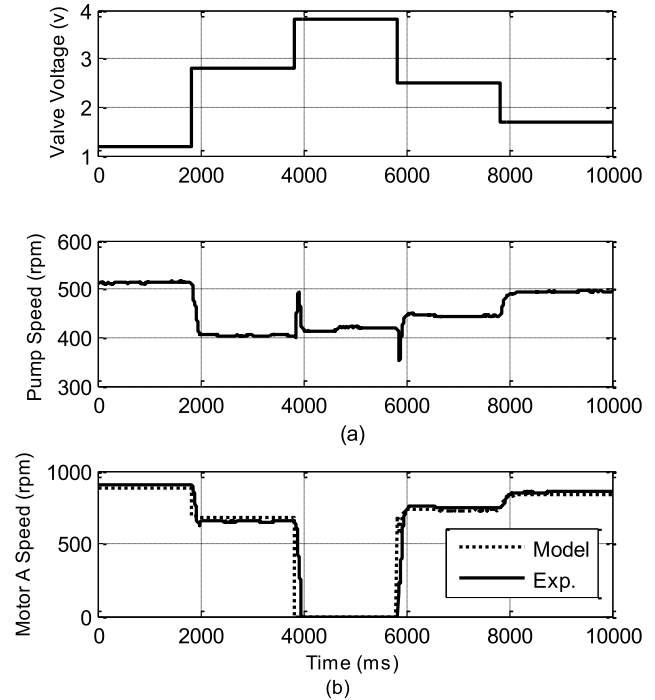 Valve Voltage (v)
4
3
2
1
0 2000 4000 6000 8000 10000
Pump Speed (rpm)
600
500
400
300
0 2000 4000 6000 8000 10000
(a)
Motor A Speed (rpm)
1000
500
0
Model
Exp.
0 2000 4000 6000 8000 10000
Time (ms)
(b)